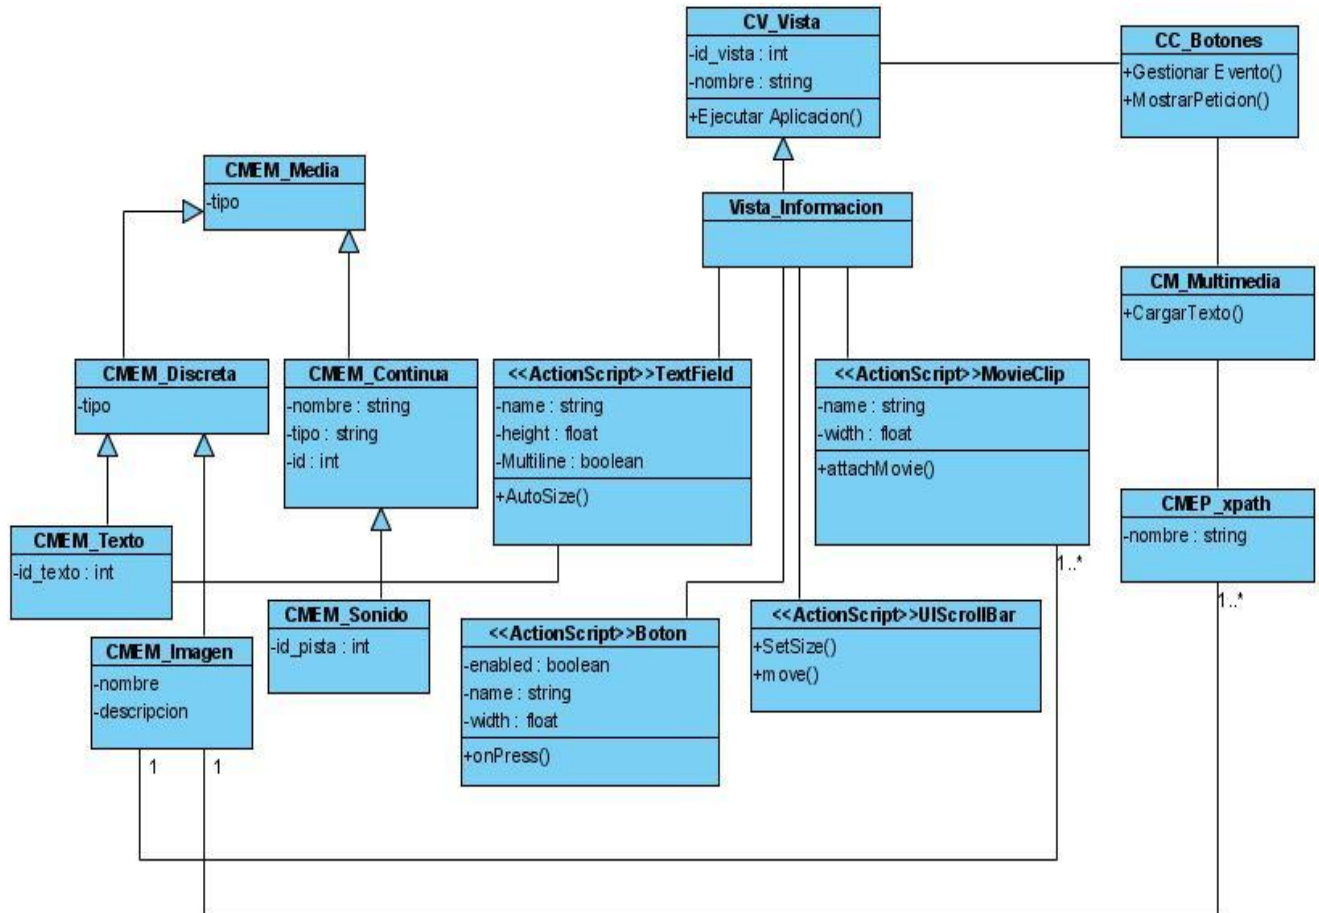 CV_Vista
-id_vista : int
-nombre : string
+Ejecutar Aplicacion()
CC_Botones
+Gestionar Evento()
+MostrarPeticion()
CMEM_Media
-tipo
Vista_Informacion
CM_Multimedia
+CargarTexto()
CMEM_Discreta
-tipo
CMEM_Continua
-nombre : string
-tipo : string
-id : int
<<ActionScript>>TextField
-name : string
-height : float
-Multiline : boolean
+AutoSize()
<<ActionScript>>MovieClip
-name : string
-width : float
+attachMovie()
1..*
CMEP_xpath
-nombre : string
1..*
CMEM_Texto
-id_texto : int
CMEM_Sonido
-id_pista : int
<<ActionScript>>Boton
-enabled : boolean
-name : string
-width : float
+onPress()
<<ActionScript>>UIScrollBar
+SetSize()
+move()
CMEM_Imagen
-nombre
-descripcion
1
1